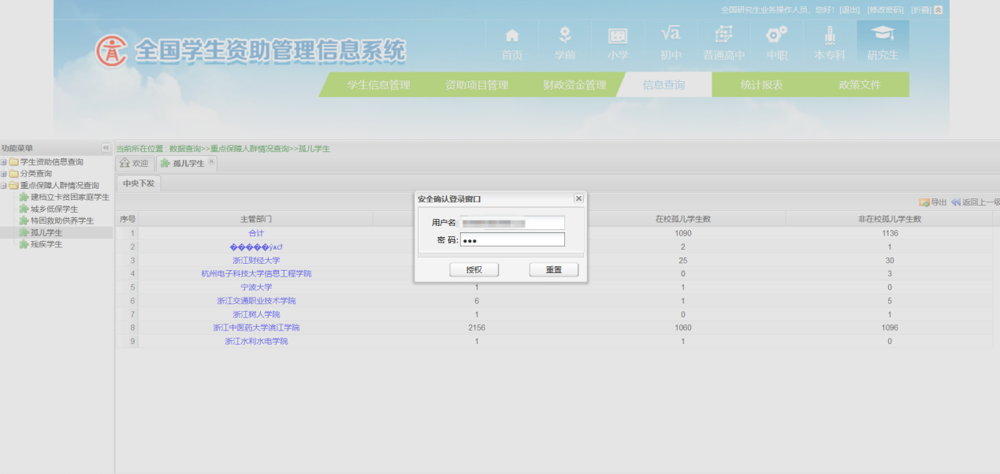 全国研究生业务操作人员，您好！ [退出] [修改密码] [折叠]
全国学生资助管理信息系统
首页 学前 小学 初中 普通高中 中职 本专科 研究生
学生信息管理 资助项目管理 财政资金管理 信息查询 统计报表 政策文件
功能菜单
学生资助信息查询
分类查询
重点保障人群情况查询
建档立卡贫困家庭学生
城乡低保学生
特困救助供养学生
孤儿学生
残疾学生
当前所在位置 : 数据查询>>重点保障人群情况查询>>孤儿学生
欢迎 孤儿学生
中央下发
导出 返回上一级
安全确认登录窗口
用户名:
密 码: ●●●
授权 重置
序号 主管部门 在校孤儿学生数 非在校孤儿学生数
1 合计 1090 1136
2 2 1
3 浙江财经大学 25 30
4 杭州电子科技大学信息工程学院 0 3
5 宁波大学 1 1 0
6 浙江交通职业技术学院 6 1 5
7 浙江树人学院 1 0 1
8 浙江中医药大学滨江学院 2156 1060 1096
9 浙江水利水电学院 1 1 0